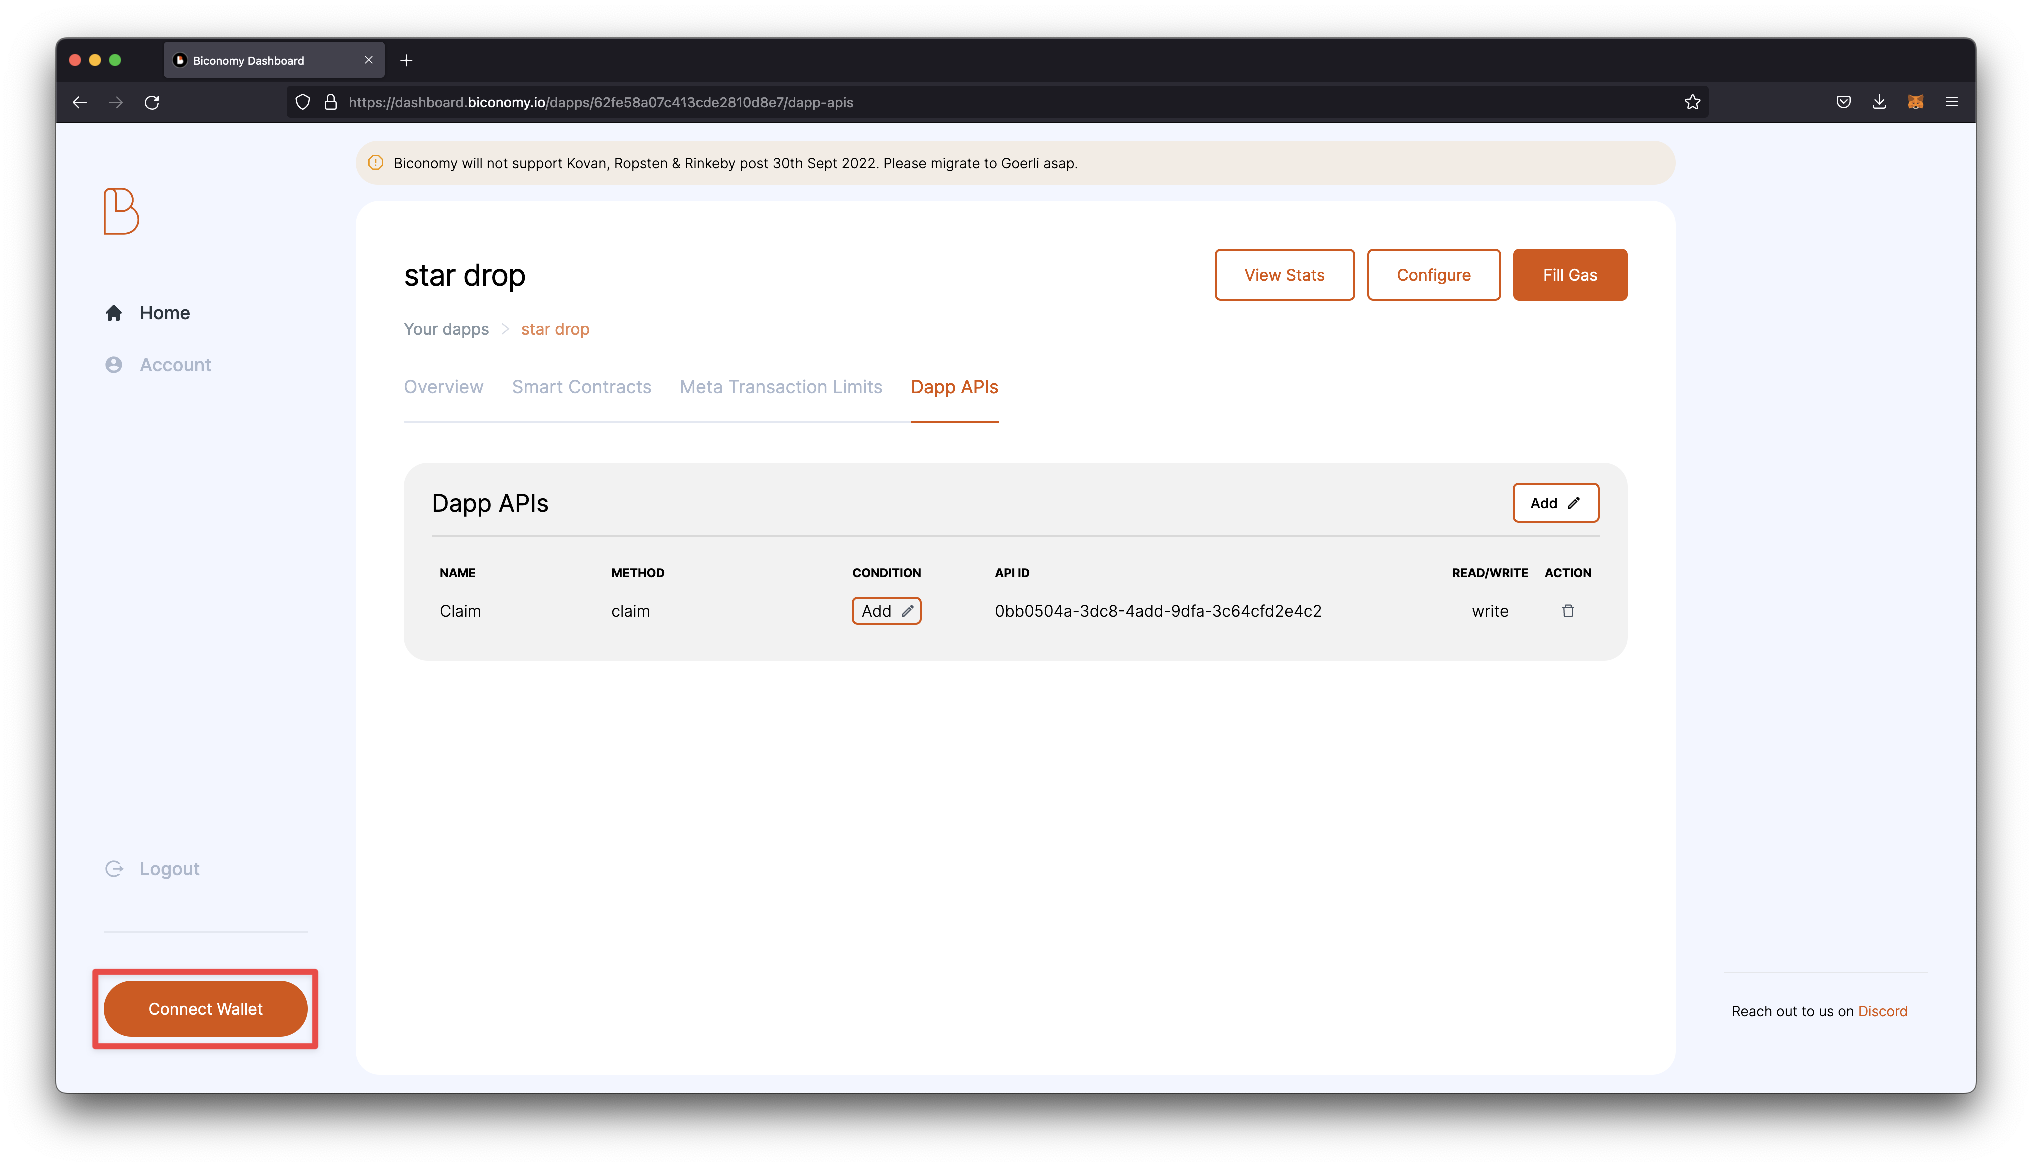 Biconomy Dashboard
https://dashboard.biconomy.io/dapps/62fe58a07c413cde2810d8e7/dapp-apis
Biconomy will not support Kovan, Ropsten & Rinkeby post 30th Sept 2022. Please migrate to Goerli asap.
Home
Account
Logout
Connect Wallet
star drop
View Stats
Configure
Fill Gas
Your dapps > star drop
Overview Smart Contracts Meta Transaction Limits Dapp APIs
Dapp APIs
Add
NAME METHOD CONDITION API ID READ/WRITE ACTION
Claim claim Add 0bb0504a-3dc8-4add-9dfa-3c64cfd2e4c2 write
Reach out to us on Discord